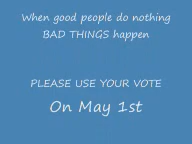 When good people do nothing
BAD THINGS happen
PLEASE USE YOUR VOTE
On May 1st